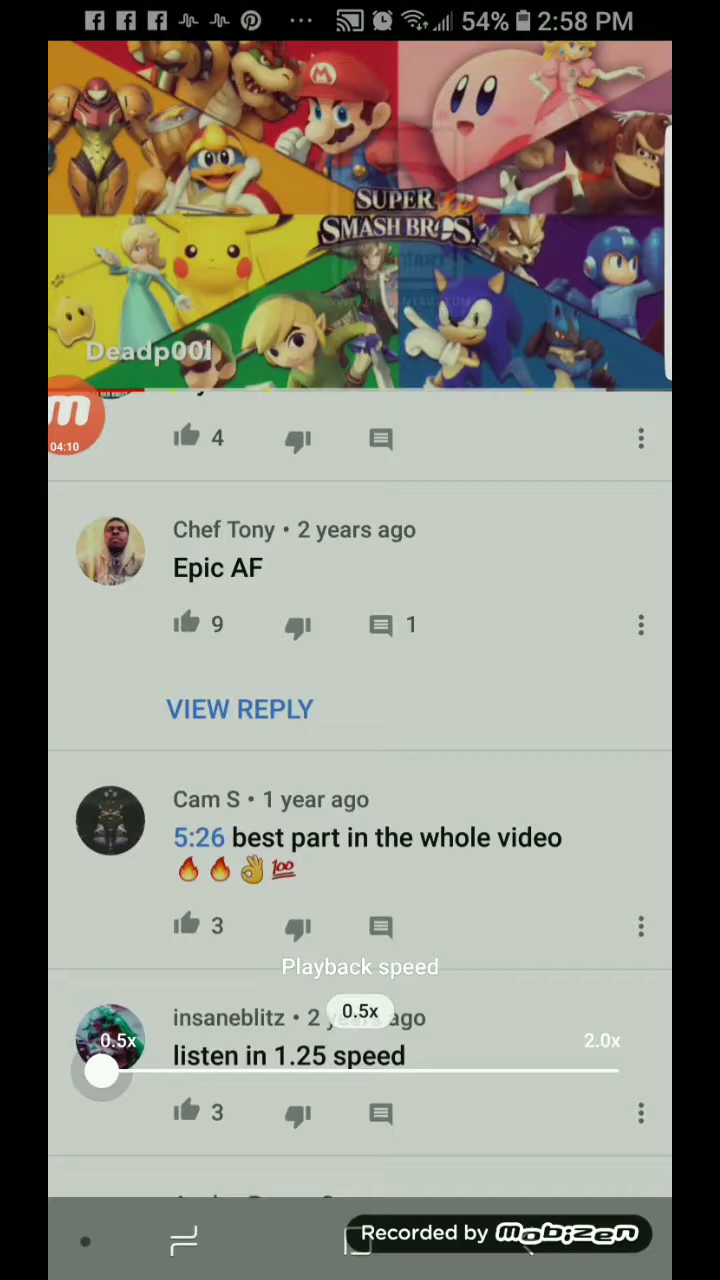 54% 2:58 PM
SUPER
SMASH BROS.
Deadp00l
04:10
4
Chef Tony • 2 years ago
Epic AF
9
1
VIEW REPLY
Cam S • 1 year ago
5:26 best part in the whole video
🔥🔥👌💯
3
Playback speed
0.5x
insaneblitz • 2 years ago
0.5x
2.0x
listen in 1.25 speed
3
Recorded by mobizen